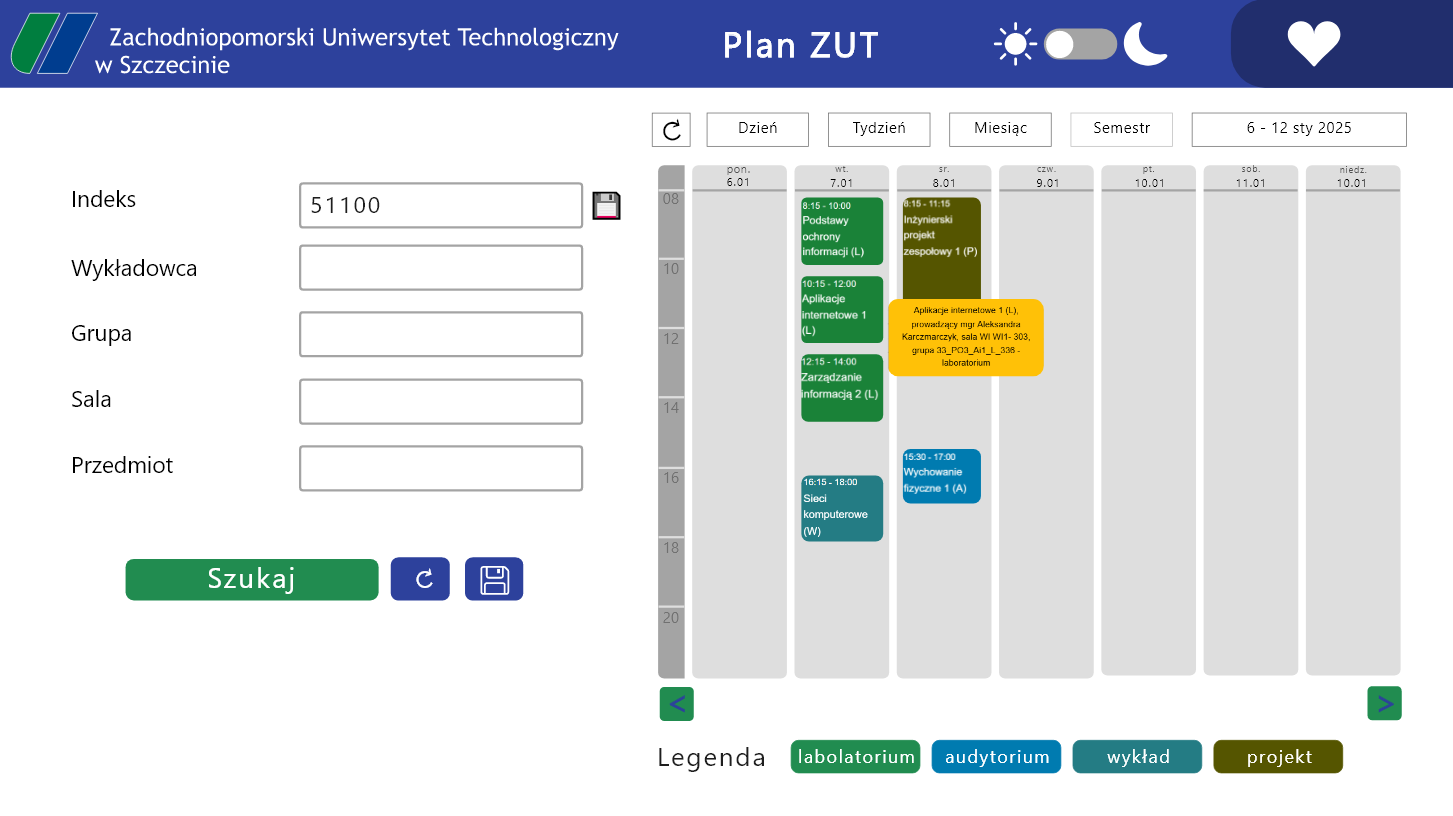 Zachodniopomorski Uniwersytet Technologiczny
w Szczecinie
Plan ZUT
Dzień
Tydzień
Miesiąc
Semestr
6 - 12 sty 2025
Indeks
51100
Wykładowca
Grupa
Sala
Przedmiot
Szukaj
pon.
6.01
wt.
7.01
śr.
8.01
czw.
9.01
pt.
10.01
sob.
11.01
niedz.
10.01
08
10
12
14
16
18
20
8:15 - 10:00
Podstawy
ochrony
informacji (L)
10:15 - 12:00
Aplikacje
internetowe 1
(L)
12:15 - 14:00
Zarządzanie
informacją 2 (L)
16:15 - 18:00
Sieci
komputerowe
(W)
8:15 - 11:15
Inżynierski
projekt
zespołowy 1 (P)
Aplikacje internetowe 1 (L),
prowadzący mgr Aleksandra
Karczmarczyk, sala WI WI1- 303,
grupa 33_PO3_Ai1_L_336 -
laboratorium
15:30 - 17:00
Wychowanie
fizyczne 1 (A)
<
>
Legenda
labolatorium
audytorium
wykład
projekt